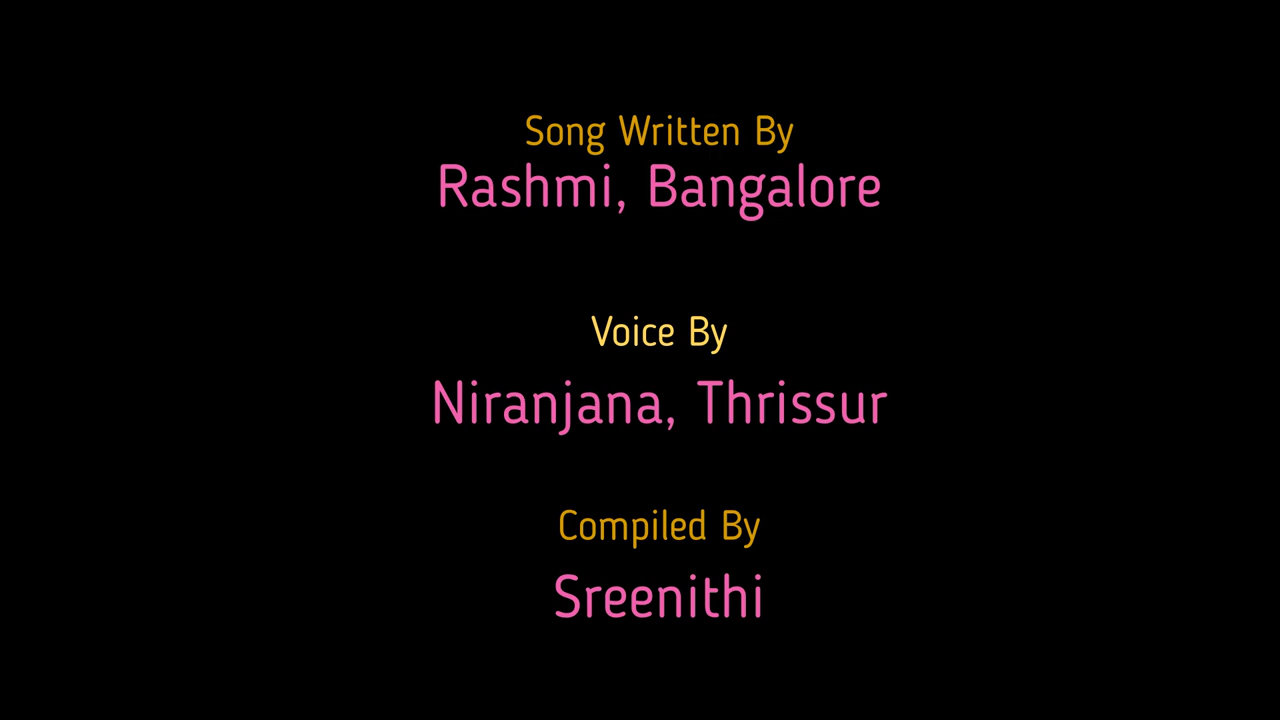 Song Written By
Rashmi, Bangalore
Voice By
Niranjana, Thrissur
Compiled By
Sreenithi